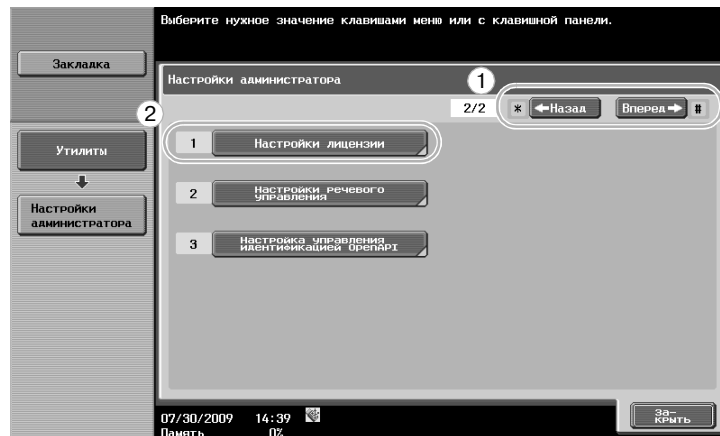 Выберите нужное значение клавишами меню или с клавишной панели.
Закладка
Настройки администратора
1
2/2
* Назад
Вперед #
2
1 Настройки лицензии
Утилиты
2 Настройки речевого
управления
Настройки
администратора
3 Настройка управления
идентификацией OpenAPI
07/30/2009 14:39
Память 0%
За-
крыть